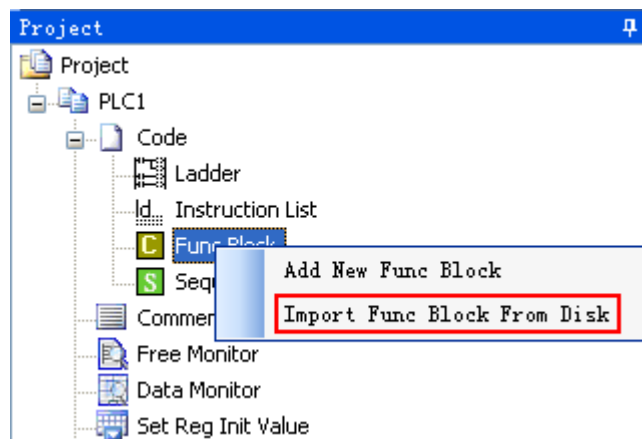 Project
Project
PLC1
Code
Ladder
Instruction List
Func Block
Add New Func Block
Import Func Block From Disk
Free Monitor
Data Monitor
Set Reg Init Value